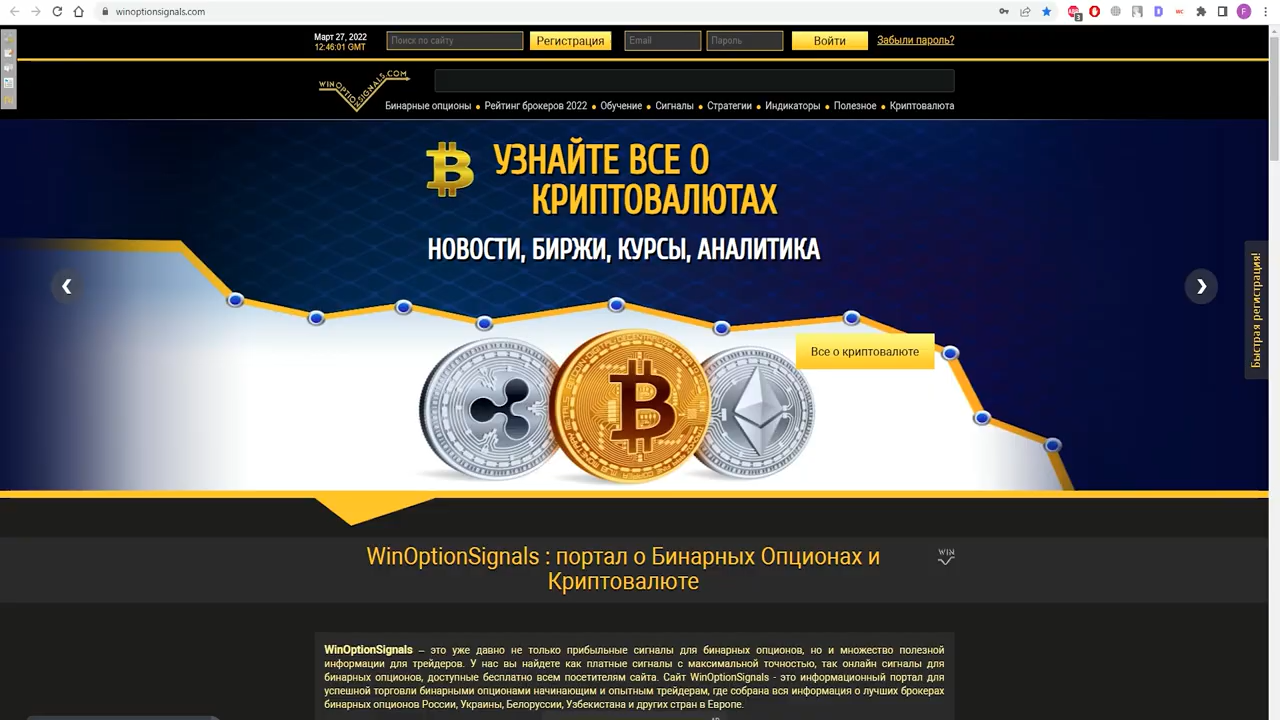 winoptionsignals.com
Март 27, 2022
12:46:01 GMT
Поиск по сайту
Регистрация
Email
Пароль
Войти
Забыли пароль?
WINOPTIONSIGNALS.COM
Бинарные опционы Рейтинг брокеров 2022 Обучение Сигналы Стратегии Индикаторы Полезное Криптовалюта
УЗНАЙТЕ ВСЕ О
КРИПТОВАЛЮТАХ
НОВОСТИ, БИРЖИ, КУРСЫ, АНАЛИТИКА
Все о криптовалюте
Быстрая регистрация!
WinOptionSignals : портал о Бинарных Опционах и
Криптовалюте
WIN
WinOptionSignals – это уже давно не только прибыльные сигналы для бинарных опционов, но и множество полезной
информации для трейдеров. У нас вы найдете как платные сигналы с максимальной точностью, так онлайн сигналы для
бинарных опционов, доступные бесплатно всем посетителям сайта. Сайт WinOptionSignals - это информационный портал для
успешной торговли бинарными опционами начинающим и опытным трейдерам, где собрана вся информация о лучших брокерах
бинарных опционов России, Украины, Белоруссии, Узбекистана и других стран в Европе.